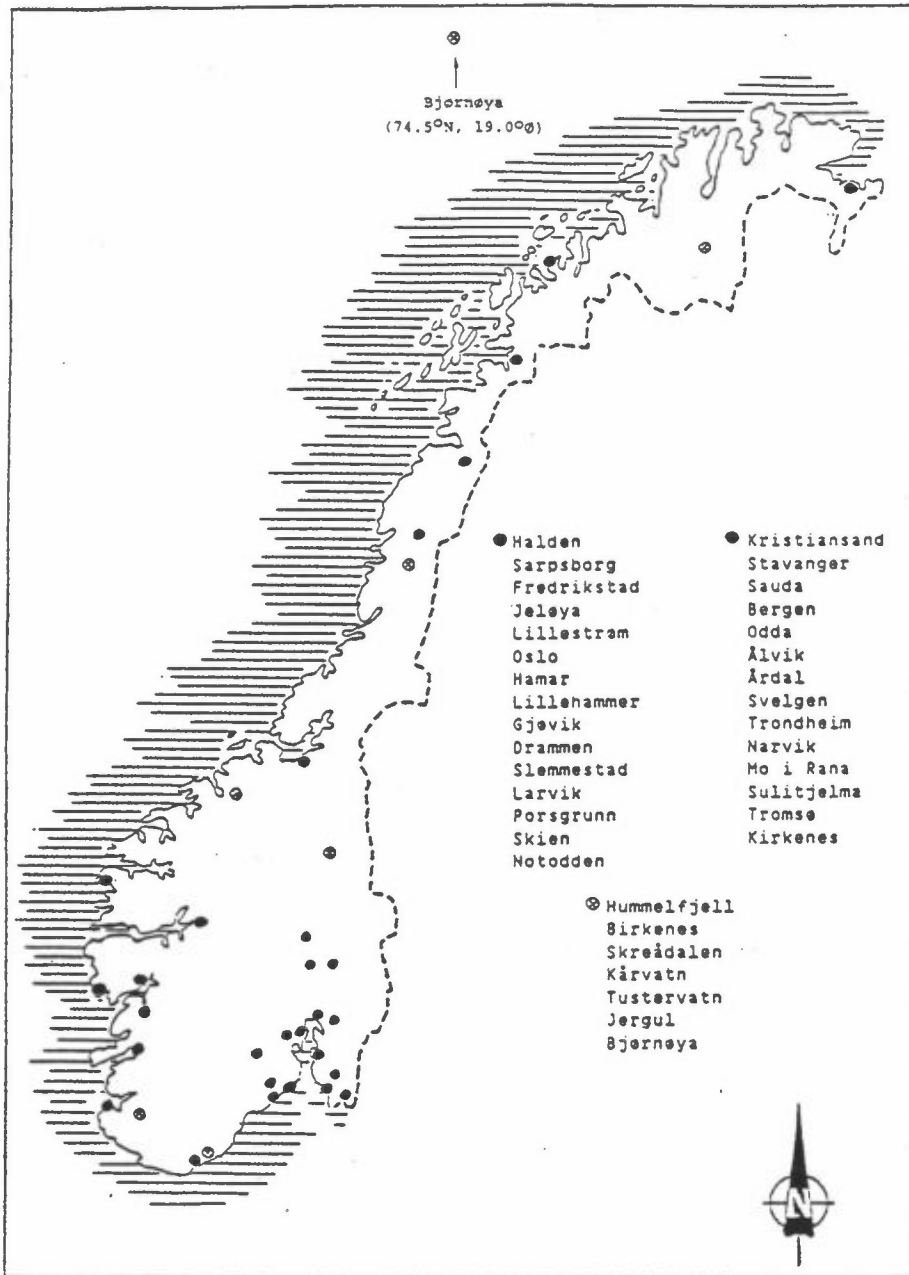 Bjørnøya
(74.5ºN, 19.0ºØ)
Halden
Sarpsborg
Fredrikstad
Jeløya
Lillestrøm
Oslo
Hamar
Lillehammer
Gjøvik
Drammen
Slemmestad
Larvik
Porsgrunn
Skien
Notodden
Kristiansand
Stavanger
Sauda
Bergen
Odda
Ålvik
Årdal
Svelgen
Trondheim
Narvik
Mo i Rana
Sulitjelma
Tromsø
Kirkenes
Hummelfjell
Birkenes
Skreådalen
Kårvatn
Tustervatn
Jergul
Bjørnøya
N